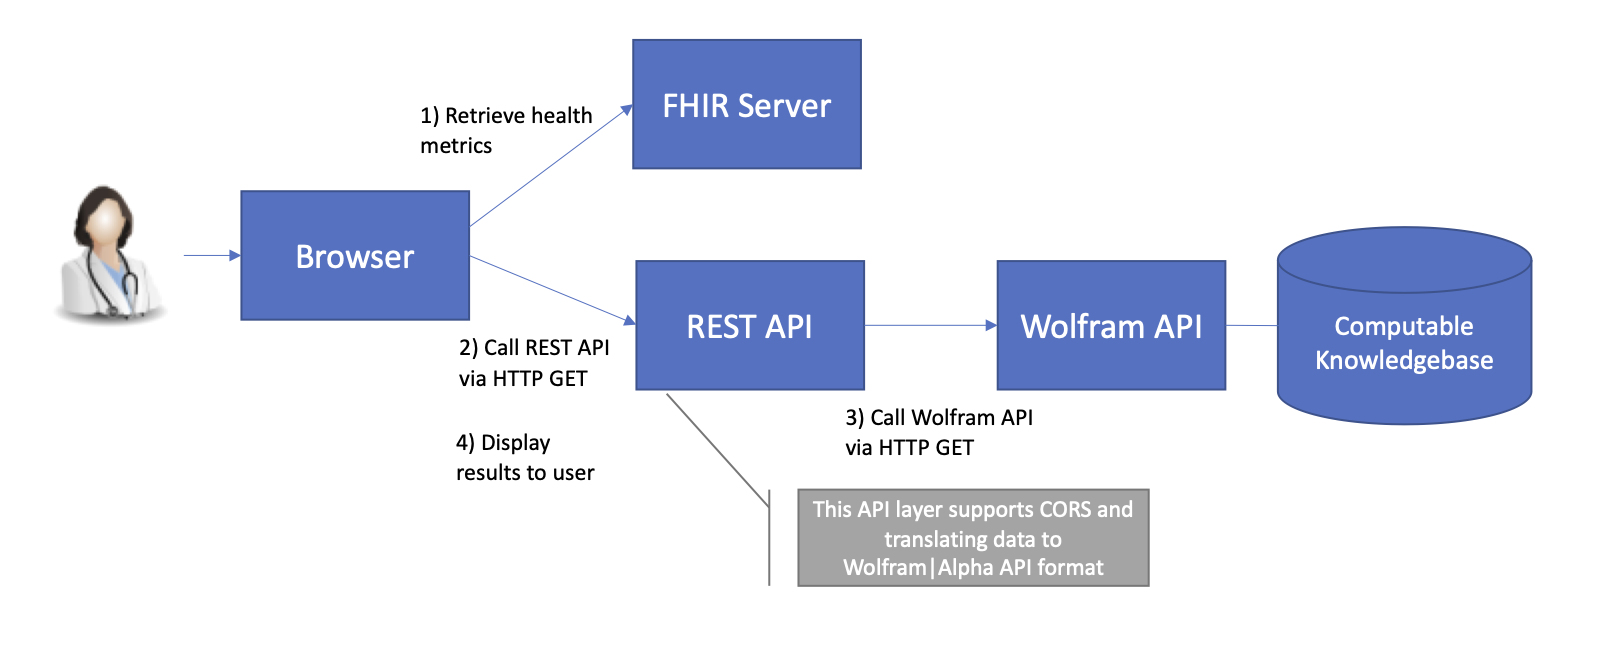 FHIR Server
1) Retrieve health
metrics
Browser
REST API
Wolfram API
Computable
Knowledgebase
2) Call REST API
via HTTP GET
3) Call Wolfram API
via HTTP GET
4) Display
results to user
This API layer supports CORS and
translating data to
Wolfram|Alpha API format